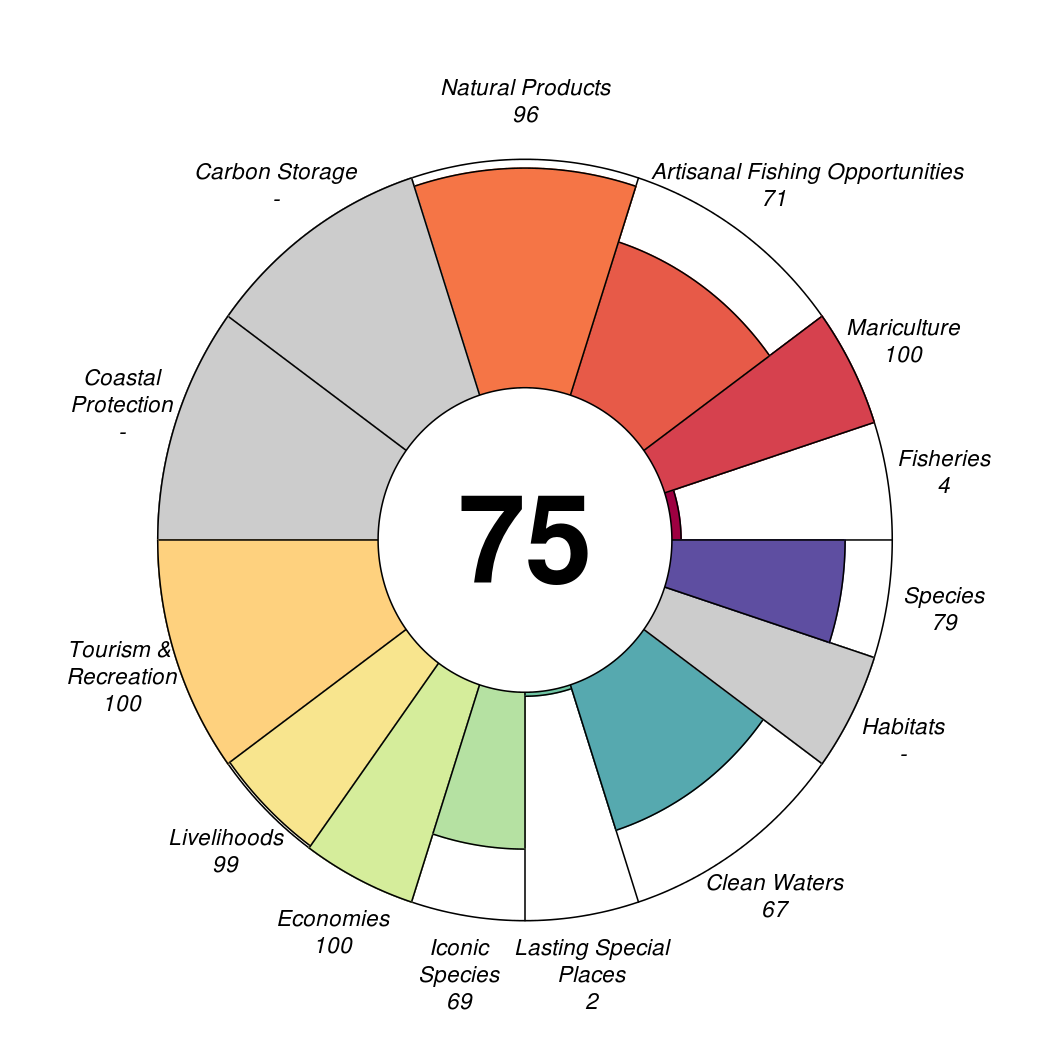 Natural Products
96
Carbon Storage
-
Artisanal Fishing Opportunities
71
Mariculture
100
Coastal
Protection
-
Fisheries
4
75
Species
79
Tourism &
Recreation
100
Habitats
-
Livelihoods
99
Clean Waters
67
Economies
100
Iconic
Species
69
Lasting Special
Places
2